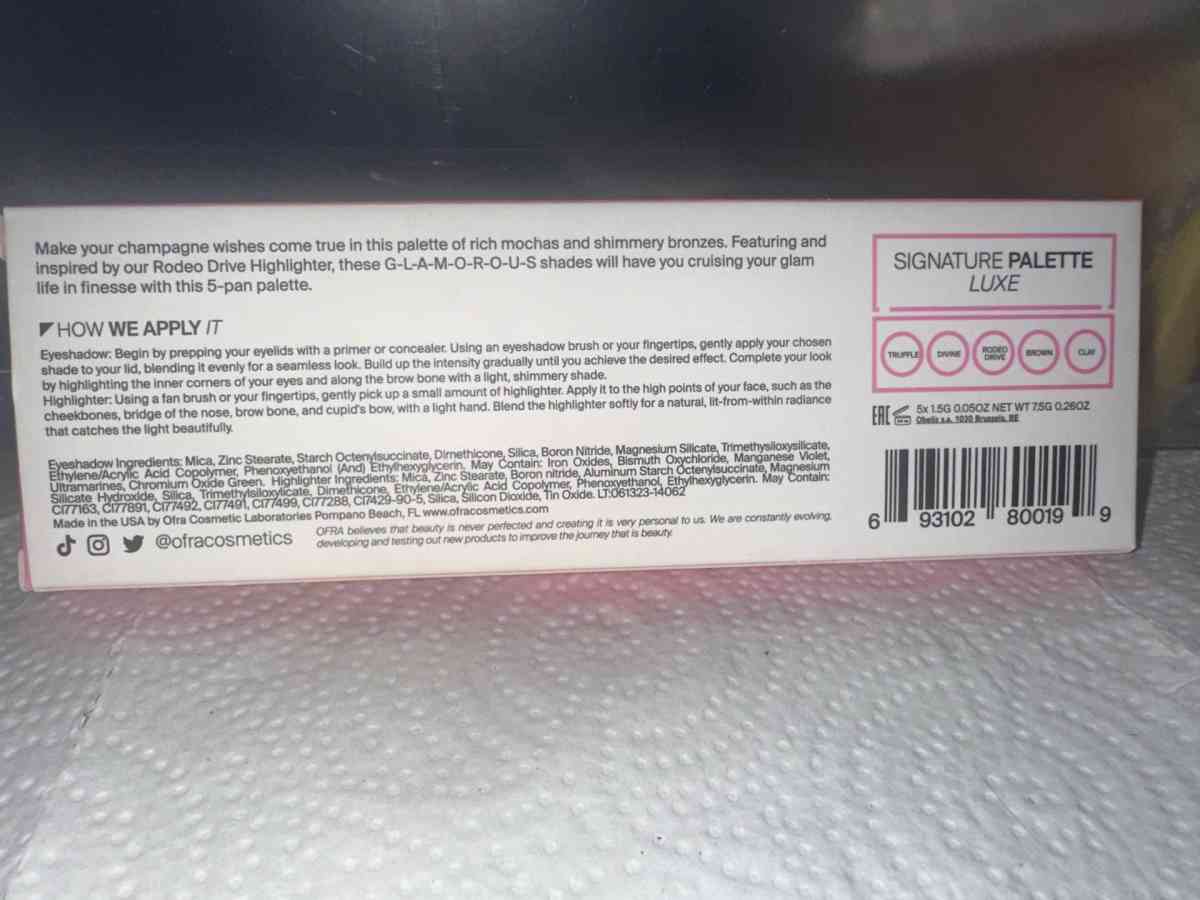 Make your champagne wishes come true in this palette of rich mochas and shimmery bronzes. Featuring and
inspired by our Rodeo Drive Highlighter, these G-L-A-M-O-R-O-U-S shades will have you cruising your glam
life in finesse with this 5-pan palette.
HOW WE APPLY IT
Eyeshadow: Begin by prepping your eyelids with a primer or concealer. Using an eyeshadow brush or your fingertips, gently apply your chosen
shade to your lid, blending it evenly for a seamless look. Build up the intensity gradually until you achieve the desired effect. Complete your look
by highlighting the inner corners of your eyes and along the brow bone with a light, shimmery shade.
Highlighter: Using a fan brush or your fingertips, gently pick up a small amount of highlighter. Apply it to the high points of your face, such as the
cheekbones, bridge of the nose, brow bone, and cupid's bow, with a light hand. Blend the highlighter softly for a natural, lit-from-within radiance
that catches the light beautifully.
Eyeshadow Ingredients: Mica, Zinc Stearate, Starch Octenylsuccinate, Dimethicone, Silica, Boron Nitride, Magnesium Silicate, Trimethysiloxysilicate,
Ethylene/Acrylic Acid Copolymer, Phenoxyethanol (And) Ethylhexyglycerin. May Contain: Iron Oxides, Bismuth Oxychloride, Manganese Violet,
Ultramarines, Chromium Oxide Green. Highlighter Ingredients: Mica, Zinc Stearate, Boron nitride, Aluminum Starch Octenylsuccinate, Magnesium
Silicate Hydroxide, Silica, Trimethylsiloxylicate, Dimethicone, Ethylene/Acrylic Acid Copolymer, Phenoxyethanol, Ethylhexyglycerin. May Contain:
CI77163, CI77891, CI77492, CI77491, CI77499, CI77288, CI7429-90-5, Silica, Silicon Dioxide, Tin Oxide. LT:061323-14062
Made in the USA by Ofra Cosmetic Laboratories Pompano Beach, FL www.ofracosmetics.com
@ofracosmetics
OFRA believes that beauty is never perfected and creating it is very personal to us. We are constantly evolving,
developing and testing out new products to improve the journey that is beauty.
SIGNATURE PALETTE
LUXE
TRUFFLE DIVINE RODEO DRIVE BROWN CLAY
EAC 5x 1.5G 0.05OZ NET WT 7.5G 0.26OZ
Obelis s.a. 1030 Brussels, BE
6 93102 80019 9